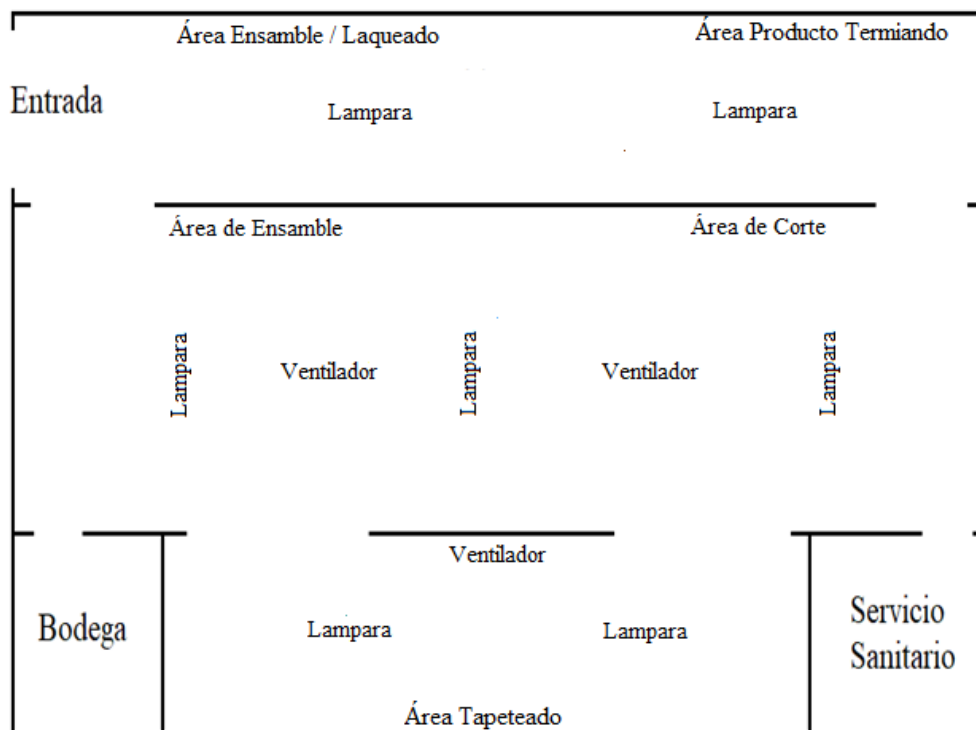 Área Ensamble / Laqueado
Área Producto Termiando
Entrada
Lampara
Lampara
Área de Ensamble
Área de Corte
Lampara
Ventilador
Lampara
Ventilador
Lampara
Ventilador
Bodega
Lampara
Lampara
Servicio
Sanitario
Área Tapeteado